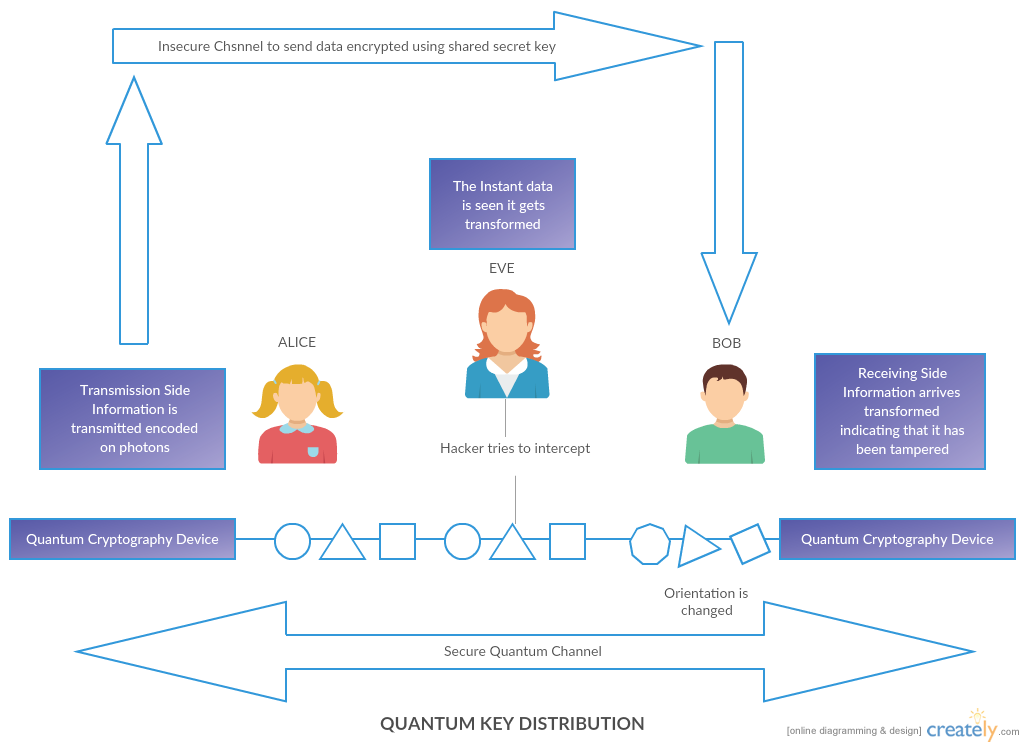 Insecure Chsnnel to send data encrypted using shared secret key
The Instant data
is seen it gets
transformed
EVE
ALICE
BOB
Transmission Side
Information is
transmitted encoded
on photons
Receiving Side
Information arrives
transformed
indicating that it has
been tampered
Hacker tries to intercept
Quantum Cryptography Device
Quantum Cryptography Device
Orientation is
changed
Secure Quantum Channel
QUANTUM KEY DISTRIBUTION
[online diagramming & design] creately.com